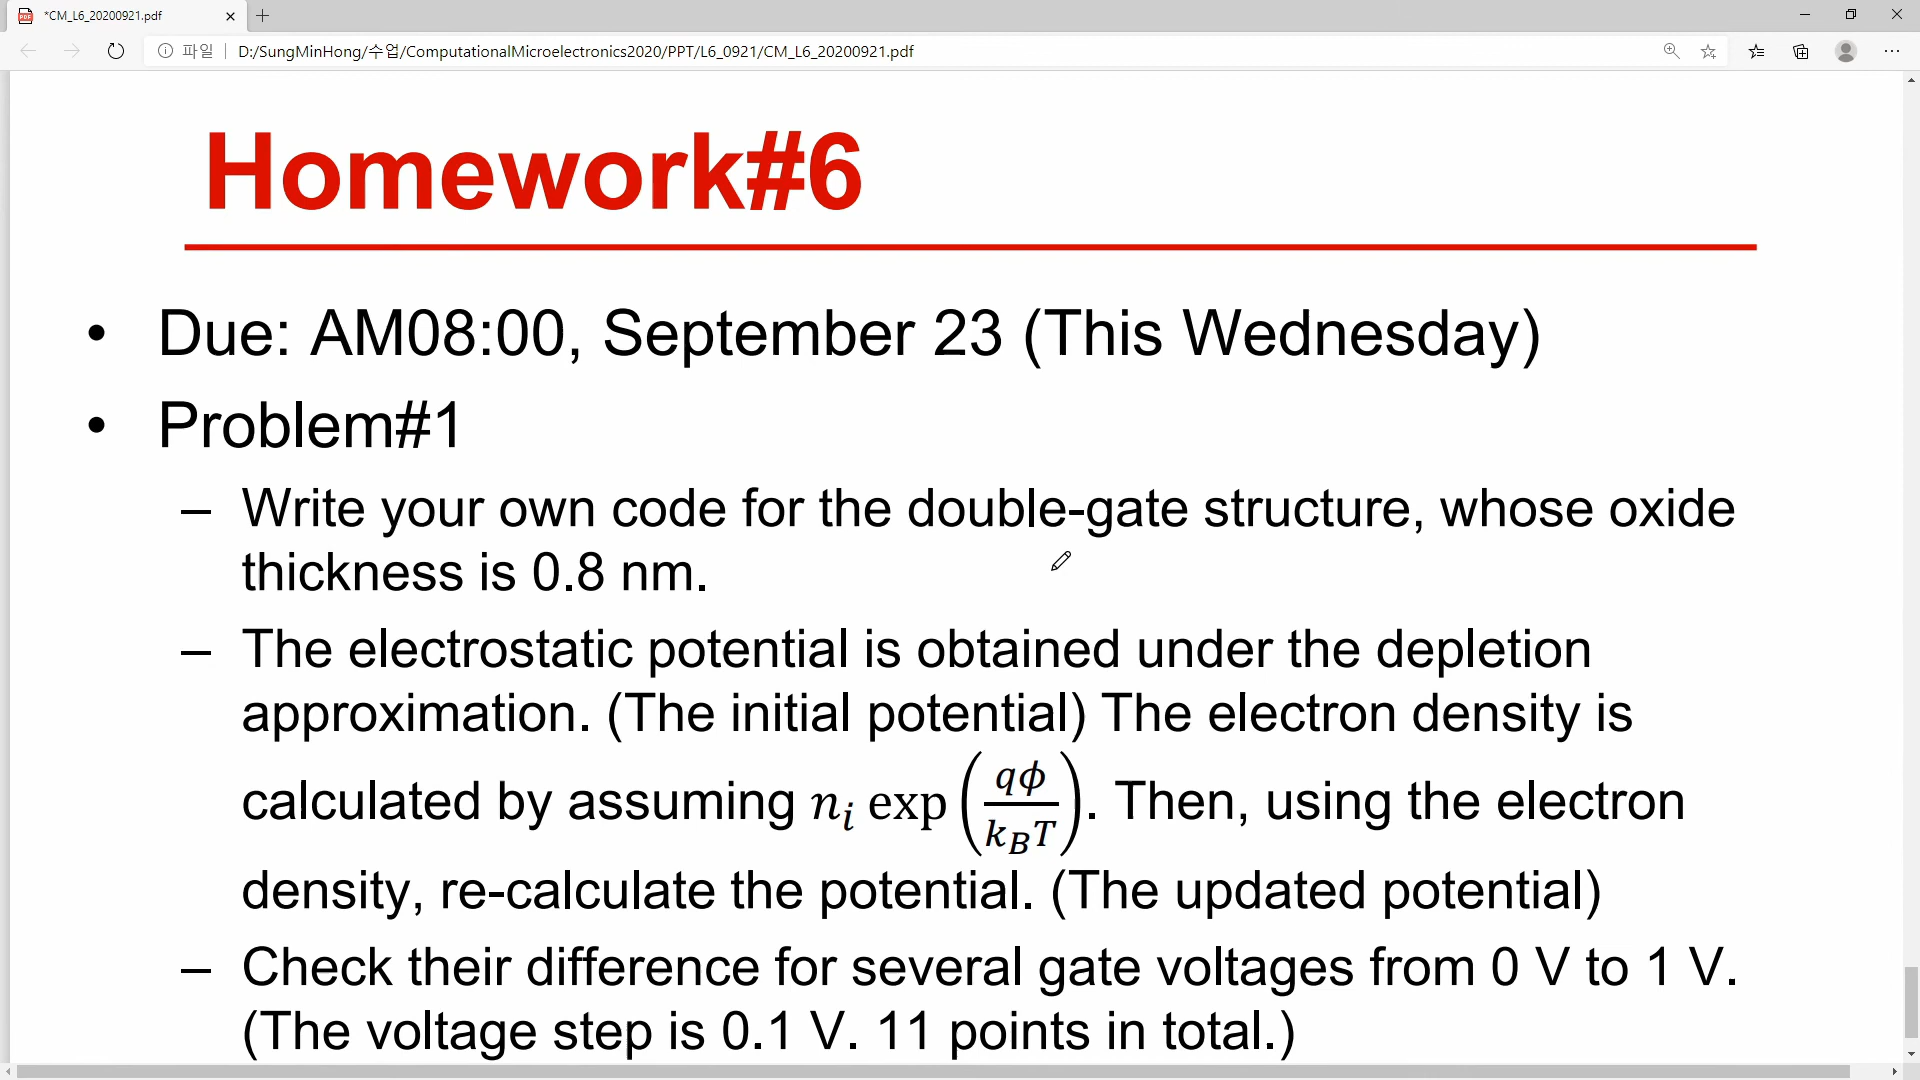 *CM_L6_20200921.pdf
파일 D:/SungMinHong/수업/ComputationalMicroelectronics2020/PPT/L6_0921/CM_L6_20200921.pdf
Homework#6
• Due: AM08:00, September 23 (This Wednesday)
• Problem#1
– Write your own code for the double-gate structure, whose oxide
thickness is 0.8 nm.
– The electrostatic potential is obtained under the depletion
approximation. (The initial potential) The electron density is
calculated by assuming n_i exp(qϕ/k_BT). Then, using the electron
density, re-calculate the potential. (The updated potential)
– Check their difference for several gate voltages from 0 V to 1 V.
(The voltage step is 0.1 V. 11 points in total.)